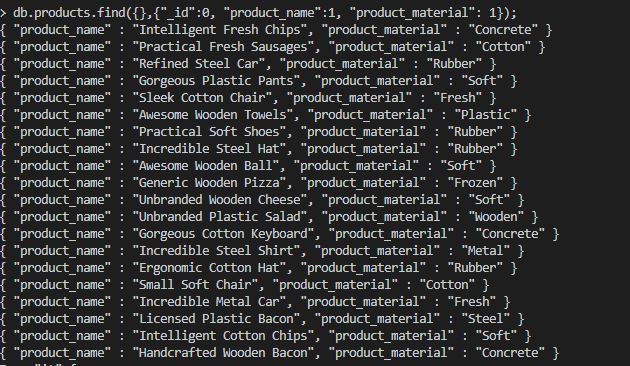 > db.products.find({},{"_id":0, "product_name":1, "product_material": 1});
{ "product_name" : "Intelligent Fresh Chips", "product_material" : "Concrete" }
{ "product_name" : "Practical Fresh Sausages", "product_material" : "Cotton" }
{ "product_name" : "Refined Steel Car", "product_material" : "Rubber" }
{ "product_name" : "Gorgeous Plastic Pants", "product_material" : "Soft" }
{ "product_name" : "Sleek Cotton Chair", "product_material" : "Fresh" }
{ "product_name" : "Awesome Wooden Towels", "product_material" : "Plastic" }
{ "product_name" : "Practical Soft Shoes", "product_material" : "Rubber" }
{ "product_name" : "Incredible Steel Hat", "product_material" : "Rubber" }
{ "product_name" : "Awesome Wooden Ball", "product_material" : "Soft" }
{ "product_name" : "Generic Wooden Pizza", "product_material" : "Frozen" }
{ "product_name" : "Unbranded Wooden Cheese", "product_material" : "Soft" }
{ "product_name" : "Unbranded Plastic Salad", "product_material" : "Wooden" }
{ "product_name" : "Gorgeous Cotton Keyboard", "product_material" : "Concrete" }
{ "product_name" : "Incredible Steel Shirt", "product_material" : "Metal" }
{ "product_name" : "Ergonomic Cotton Hat", "product_material" : "Rubber" }
{ "product_name" : "Small Soft Chair", "product_material" : "Cotton" }
{ "product_name" : "Incredible Metal Car", "product_material" : "Fresh" }
{ "product_name" : "Licensed Plastic Bacon", "product_material" : "Steel" }
{ "product_name" : "Intelligent Cotton Chips", "product_material" : "Soft" }
{ "product_name" : "Handcrafted Wooden Bacon", "product_material" : "Concrete" }